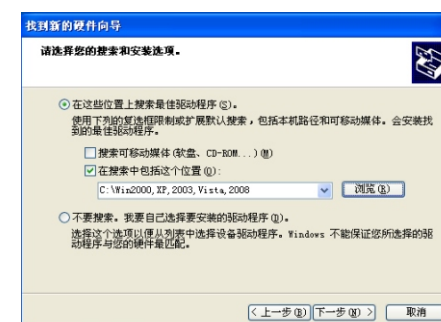 找到新的硬件向导
请选择您的搜索和安装选项。
在这些位置上搜索最佳驱动程序(S)。
使用下列的复选框限制或扩展默认搜索，包括本机路径和可移动媒体。会安装找
到的最佳驱动程序。
搜索可移动媒体(软盘、CD-ROM...)(M)
在搜索中包括这个位置(O):
C:\Win2000,XP,2003,Vista,2008
浏览(R)
不要搜索。我要自己选择要安装的驱动程序(D)。
选择这个选项以便从列表中选择设备驱动程序。Windows 不能保证您所选择的驱
动程序与您的硬件最匹配。
<上一步(B) 下一步(N) > 取消